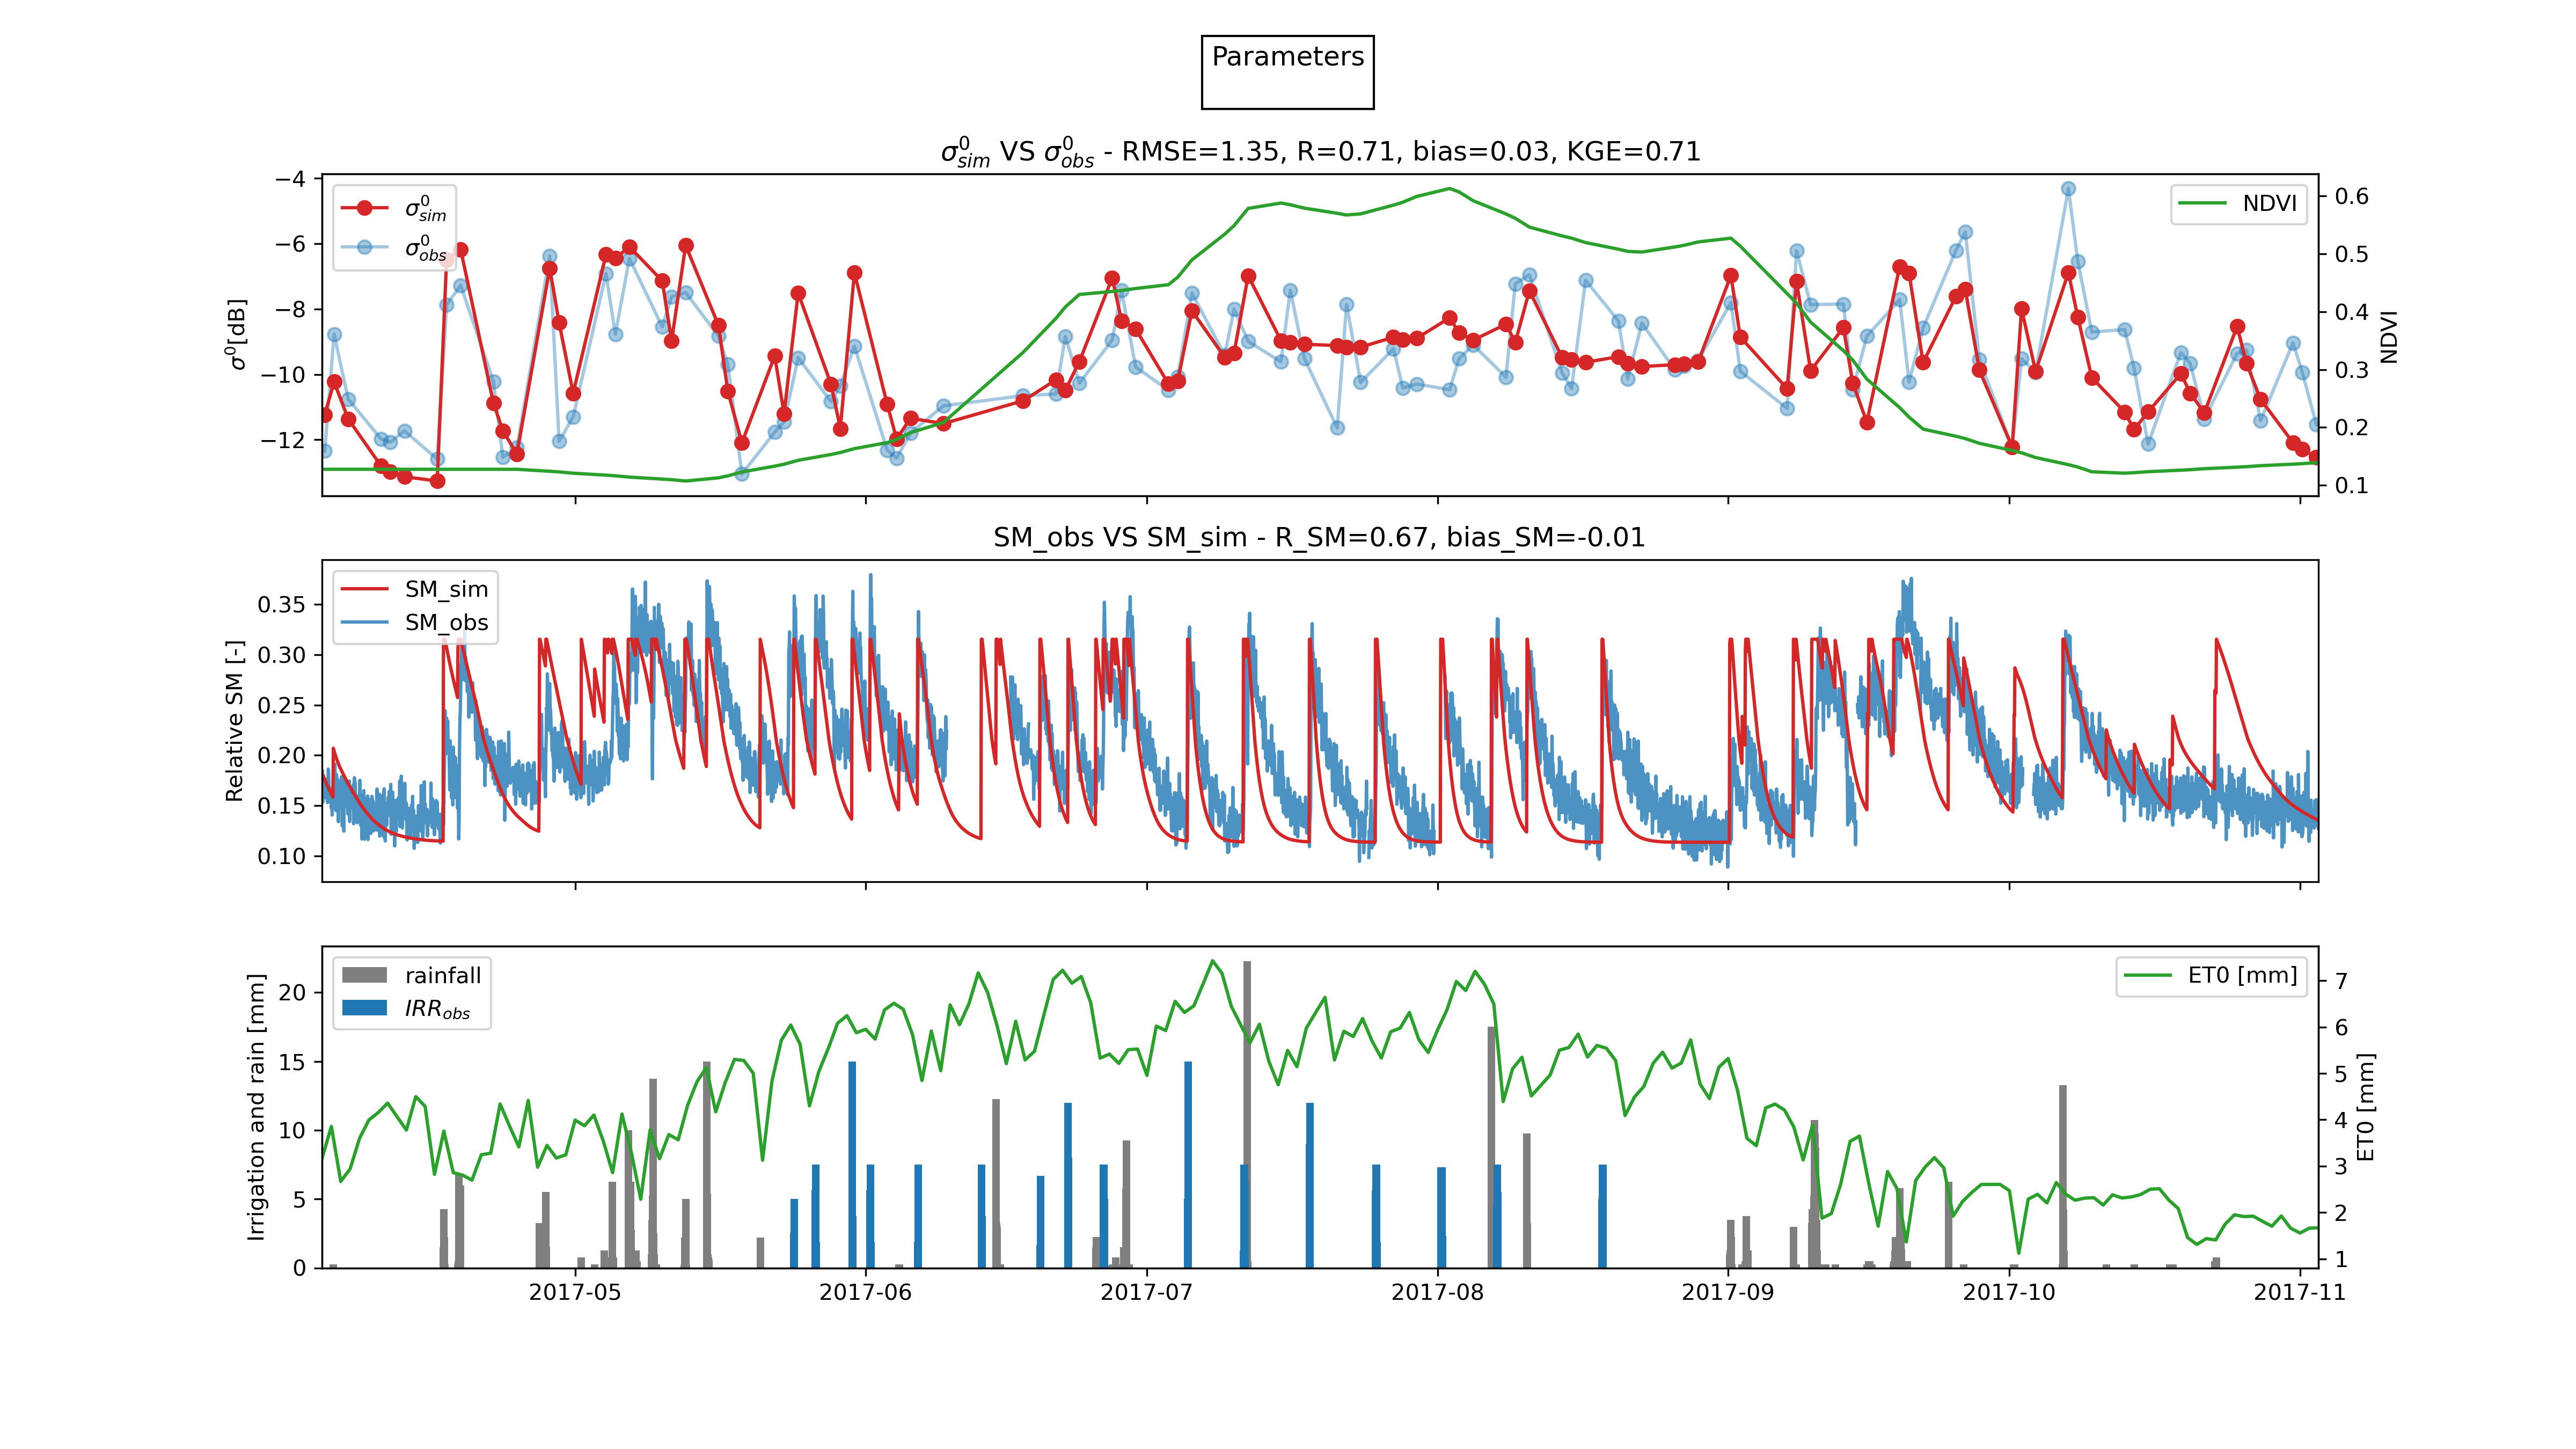 Parameters
σ⁰sim VS σ⁰obs - RMSE=1.35, R=0.71, bias=0.03, KGE=0.71
−4
−6
−8
−10
−12
σ⁰[dB]
σ⁰sim
σ⁰obs
NDVI
0.6
0.5
0.4
0.3
0.2
0.1
NDVI
SM_obs VS SM_sim - R_SM=0.67, bias_SM=-0.01
0.35
0.30
0.25
0.20
0.15
0.10
Relative SM [-]
SM_sim
SM_obs
20
15
10
5
0
Irrigation and rain [mm]
rainfall
IRRobs
ET0 [mm]
7
6
5
4
3
2
1
ET0 [mm]
2017-05
2017-06
2017-07
2017-08
2017-09
2017-10
2017-11